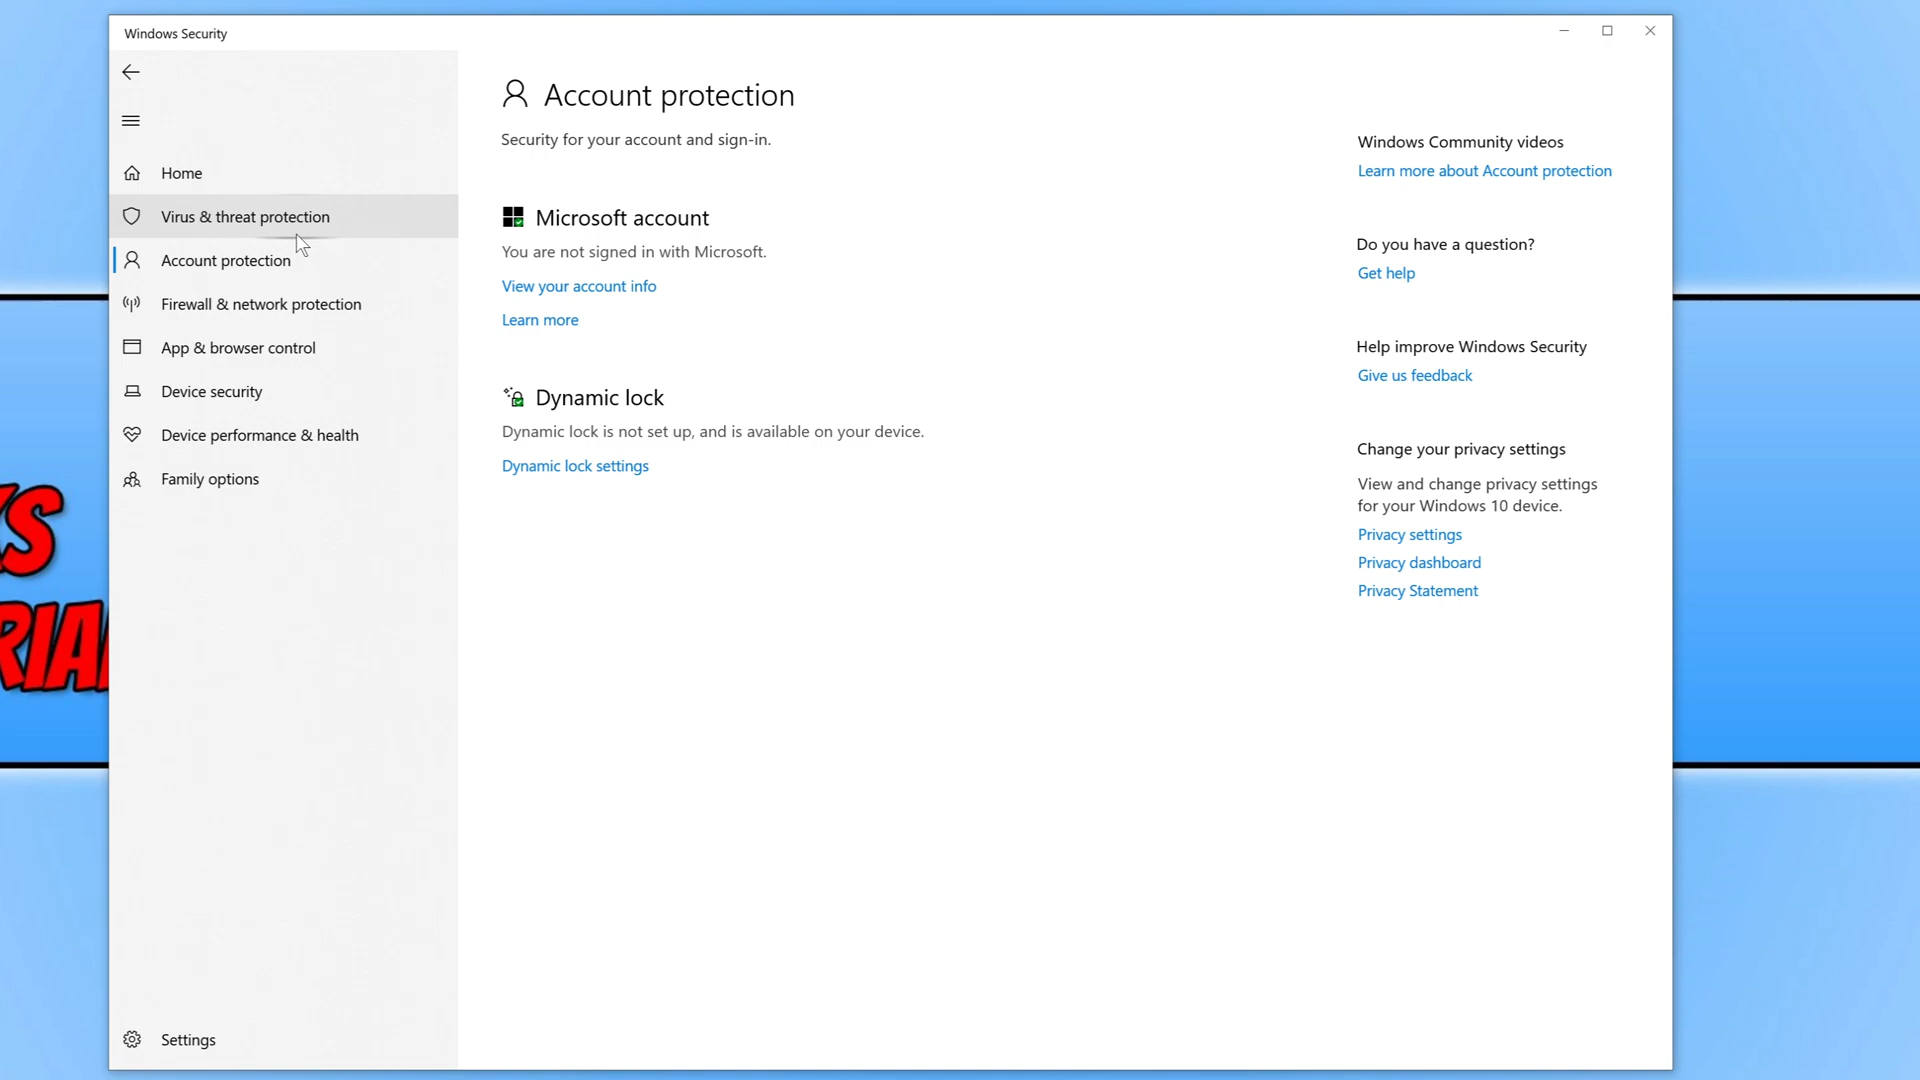 Windows Security
Home
Virus & threat protection
Account protection
Firewall & network protection
App & browser control
Device security
Device performance & health
Family options
Settings
Account protection
Security for your account and sign-in.
Microsoft account
You are not signed in with Microsoft.
View your account info
Learn more
Dynamic lock
Dynamic lock is not set up, and is available on your device.
Dynamic lock settings
Windows Community videos
Learn more about Account protection
Do you have a question?
Get help
Help improve Windows Security
Give us feedback
Change your privacy settings
View and change privacy settings
for your Windows 10 device.
Privacy settings
Privacy dashboard
Privacy Statement